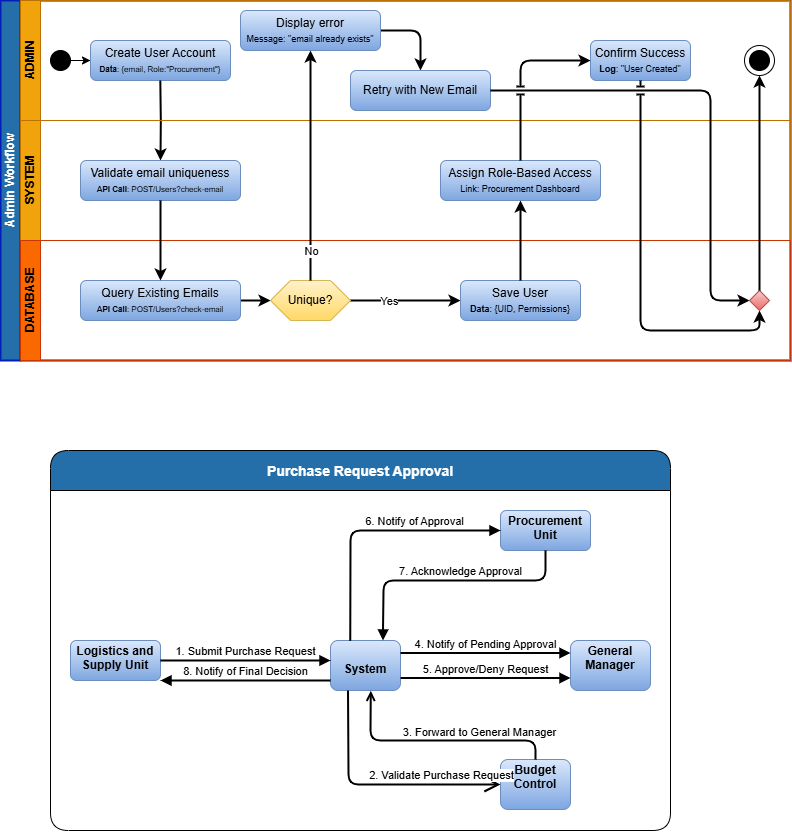 Admin Workflow
ADMIN
Create User Account
Data: {email, Role:"Procurement"}
Display error
Message: "email already exists"
Retry with New Email
Confirm Success
Log: "User Created"
SYSTEM
Validate email uniqueness
API Call: POST/Users?check-email
Assign Role-Based Access
Link: Procurement Dashboard
DATABASE
Query Existing Emails
API Call: POST/Users?check-email
Unique?
No
Yes
Save User
Data: {UID, Permissions}
Purchase Request Approval
6. Notify of Approval
Procurement
Unit
7. Acknowledge Approval
Logistics and
Supply Unit
1. Submit Purchase Request
8. Notify of Final Decision
System
4. Notify of Pending Approval
5. Approve/Deny Request
General
Manager
3. Forward to General Manager
2. Validate Purchase Request
Budget
Control